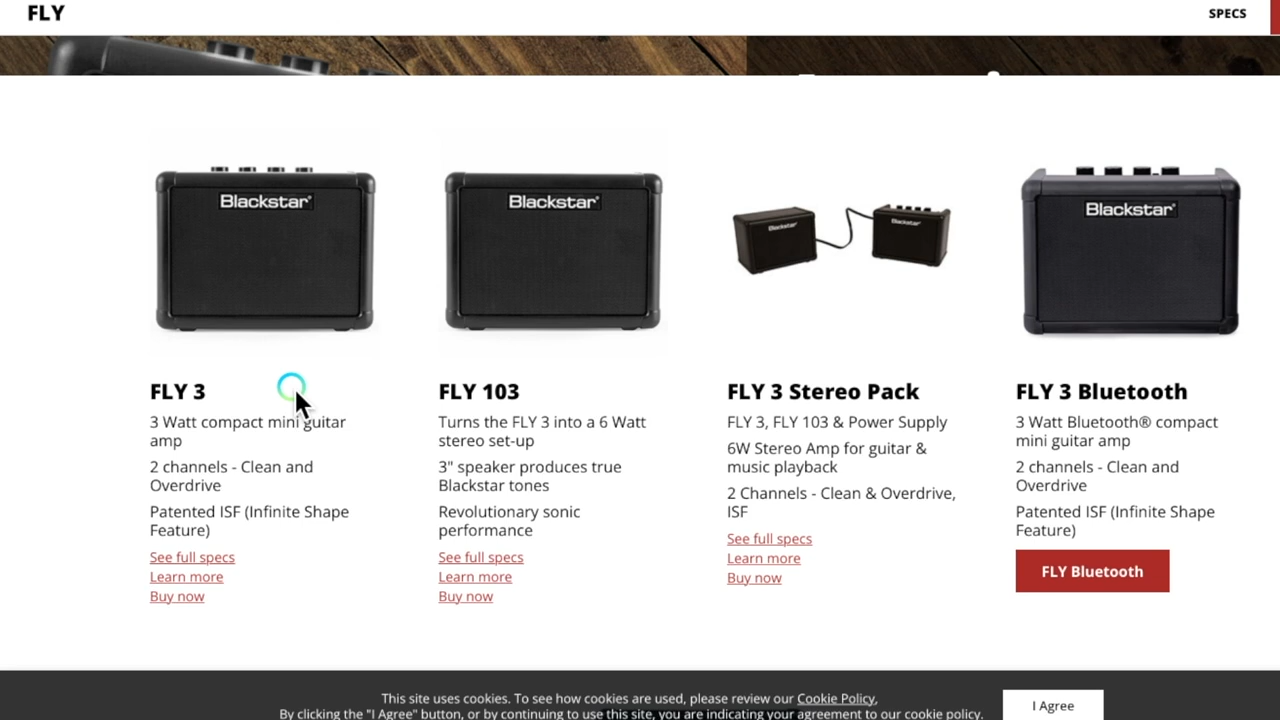 FLY
SPECS
Blackstar®
Blackstar®
Blackstar®
Blackstar®
Blackstar®
FLY 3
3 Watt compact mini guitar
amp
2 channels - Clean and
Overdrive
Patented ISF (Infinite Shape
Feature)
See full specs
Learn more
Buy now
FLY 103
Turns the FLY 3 into a 6 Watt
stereo set-up
3" speaker produces true
Blackstar tones
Revolutionary sonic
performance
See full specs
Learn more
Buy now
FLY 3 Stereo Pack
FLY 3, FLY 103 & Power Supply
6W Stereo Amp for guitar &
music playback
2 Channels - Clean & Overdrive,
ISF
See full specs
Learn more
Buy now
FLY 3 Bluetooth
3 Watt Bluetooth® compact
mini guitar amp
2 channels - Clean and
Overdrive
Patented ISF (Infinite Shape
Feature)
FLY Bluetooth
This site uses cookies. To see how cookies are used, please review our Cookie Policy,
By clicking the "I Agree" button, or by continuing to use this site, you are indicating your agreement to our cookie policy.
I Agree